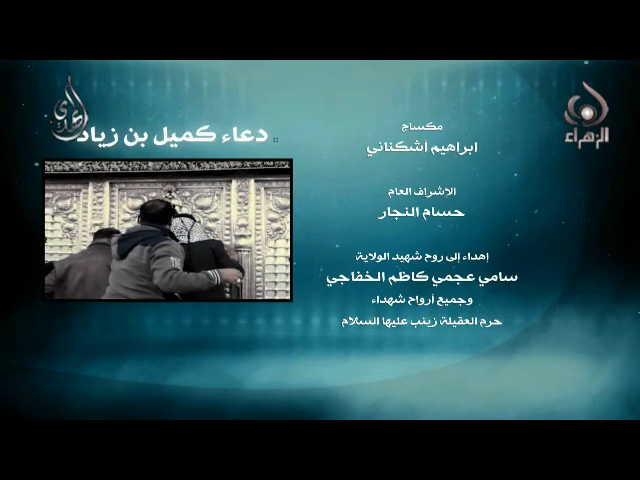 الزهراء
دعاء كميل بن زياد
مكساج
ابراهيم أشكناني
الإشراف العام
حسام النجار
إهداء إلى روح شهيد الولاية
سامي عجمي كاظم الخفاجي
وجميع أرواح شهداء
حرم العقيلة زينب عليها السلام